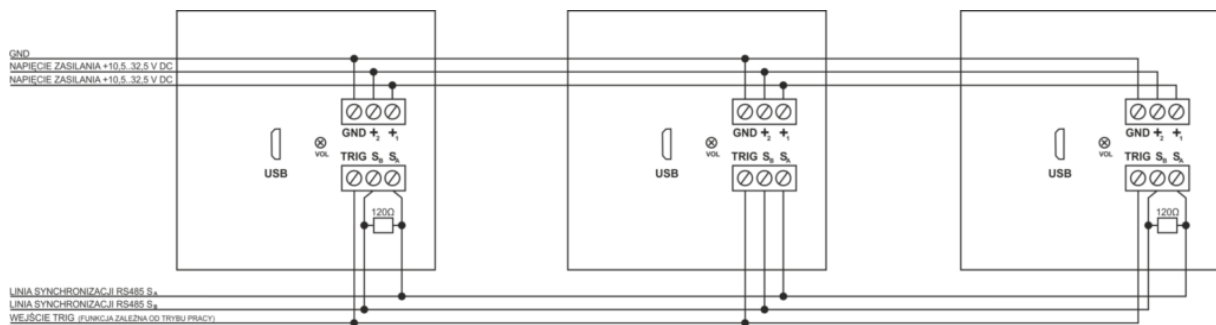 GND
NAPIĘCIE ZASILANIA +10,5..32,5 V DC
NAPIĘCIE ZASILANIA +10,5..32,5 V DC
GND +2 +1
VOL
USB
TRIG SB SA
120Ω
GND +2 +1
VOL
USB
TRIG SB SA
GND +2 +1
VOL
USB
TRIG SB SA
120Ω
LINIA SYNCHRONIZACJI RS485 SA
LINIA SYNCHRONIZACJI RS485 SB
WEJŚCIE TRIG (FUNKCJA ZALEŻNA OD TRYBU PRACY)